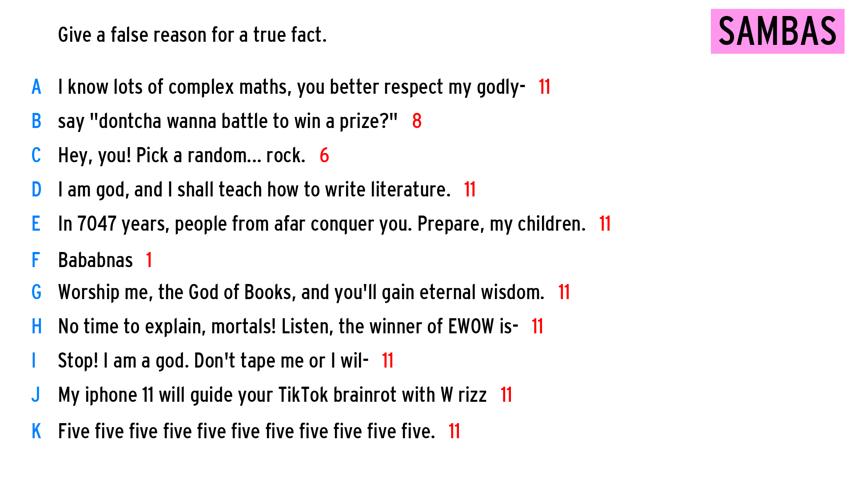 Give a false reason for a true fact.
SAMBAS
A I know lots of complex maths, you better respect my godly- 11
B say "dontcha wanna battle to win a prize?" 8
C Hey, you! Pick a random... rock. 6
D I am god, and I shall teach how to write literature. 11
E In 7047 years, people from afar conquer you. Prepare, my children. 11
F Bababnas 1
G Worship me, the God of Books, and you'll gain eternal wisdom. 11
H No time to explain, mortals! Listen, the winner of EWOW is- 11
I Stop! I am a god. Don't tape me or I wil- 11
J My iphone 11 will guide your TikTok brainrot with W rizz 11
K Five five five five five five five five five five five. 11